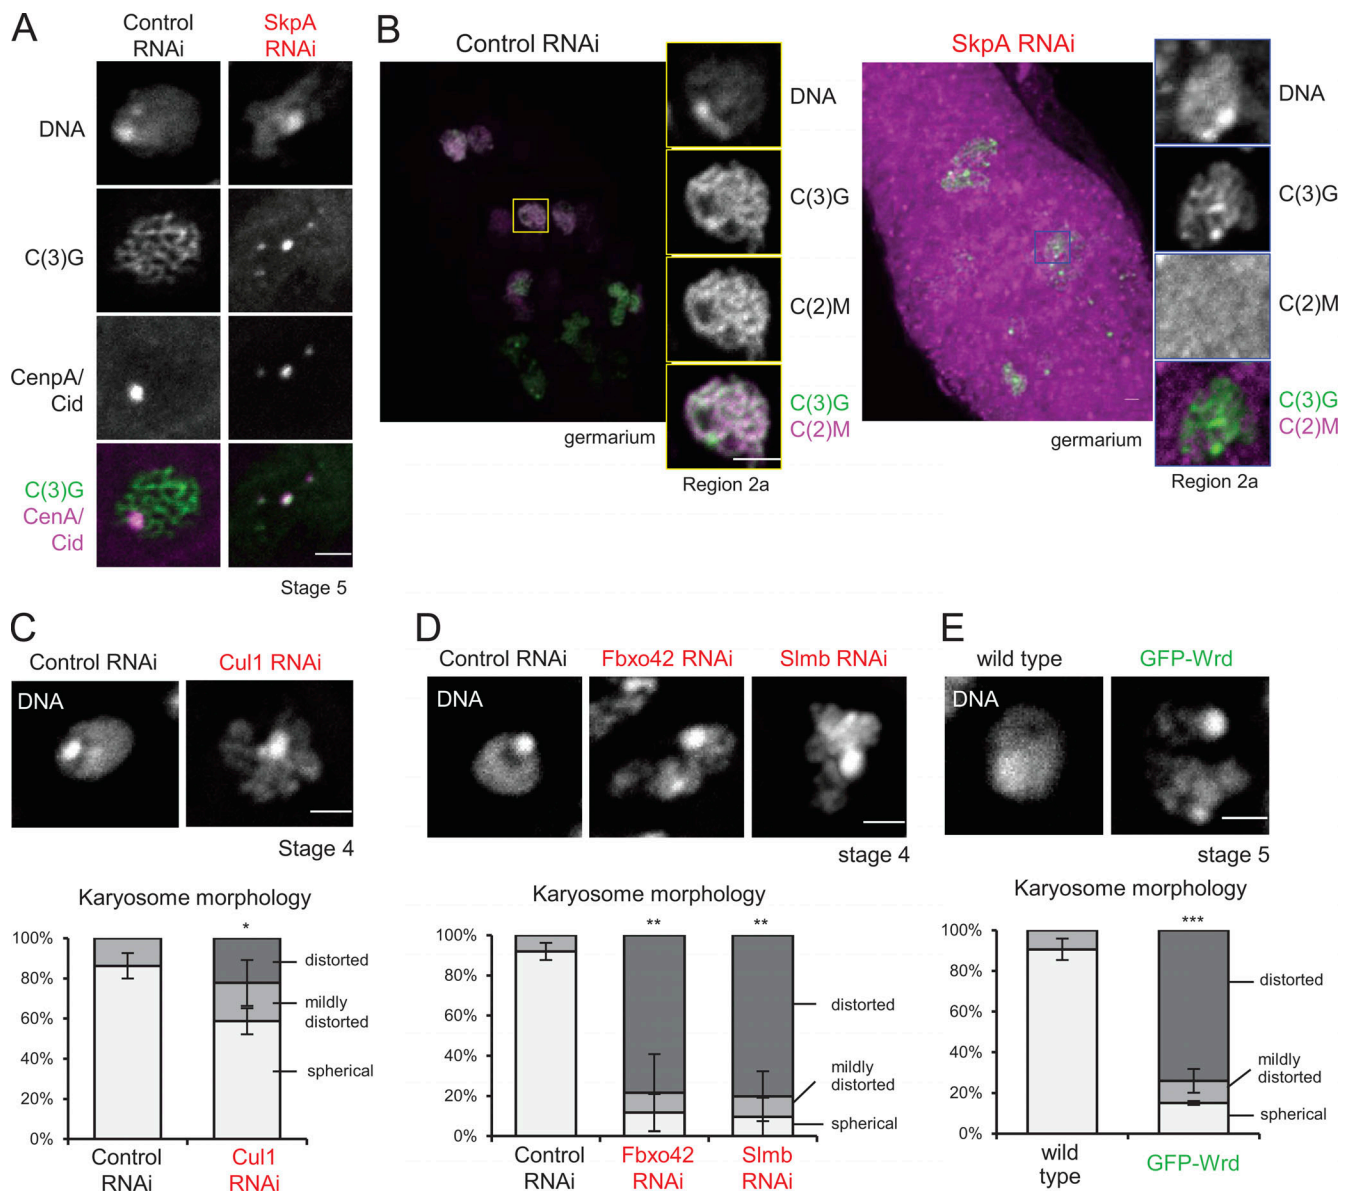 A
Control
RNAi
SkpA
RNAi
DNA
C(3)G
CenpA/
Cid
C(3)G
CenA/
Cid
Stage 5
B
Control RNAi
DNA
C(3)G
C(2)M
C(3)G
C(2)M
germarium
Region 2a
SkpA RNAi
DNA
C(3)G
C(2)M
C(3)G
C(2)M
germarium
Region 2a
C
Control RNAi
Cul1 RNAi
DNA
Stage 4
Karyosome morphology
100%
80%
60%
40%
20%
0%
*
distorted
mildly
distorted
spherical
Control
RNAi
Cul1
RNAi
D
Control RNAi
Fbxo42 RNAi
Slmb RNAi
DNA
stage 4
Karyosome morphology
100%
80%
60%
40%
20%
0%
**
**
distorted
mildly
distorted
spherical
Control
RNAi
Fbxo42
RNAi
Slmb
RNAi
E
wild type
GFP-Wrd
DNA
stage 5
Karyosome morphology
100%
80%
60%
40%
20%
0%
***
distorted
mildly
distorted
spherical
wild
type
GFP-Wrd